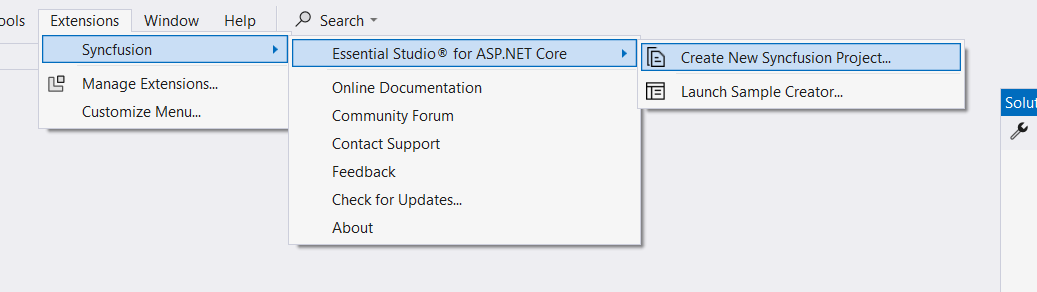 ools Extensions Window Help Search
Syncfusion
Manage Extensions...
Customize Menu...
Essential Studio® for ASP.NET Core
Online Documentation
Community Forum
Contact Support
Feedback
Check for Updates...
About
Create New Syncfusion Project...
Launch Sample Creator...
Solut